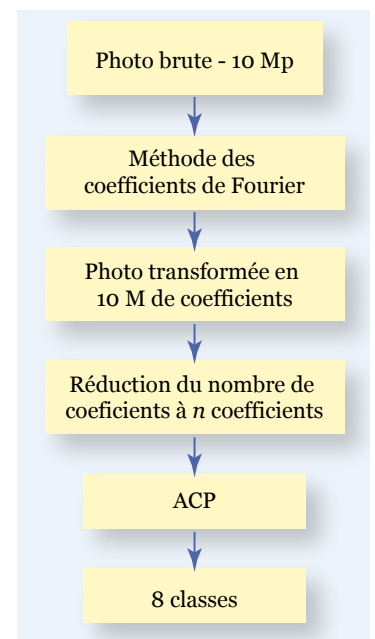 Photo brute - 10 Mp
Méthode des
coefficients de Fourier
Photo transformée en
10 M de coefficients
Réduction du nombre de
coeficients à n coefficients
ACP
8 classes